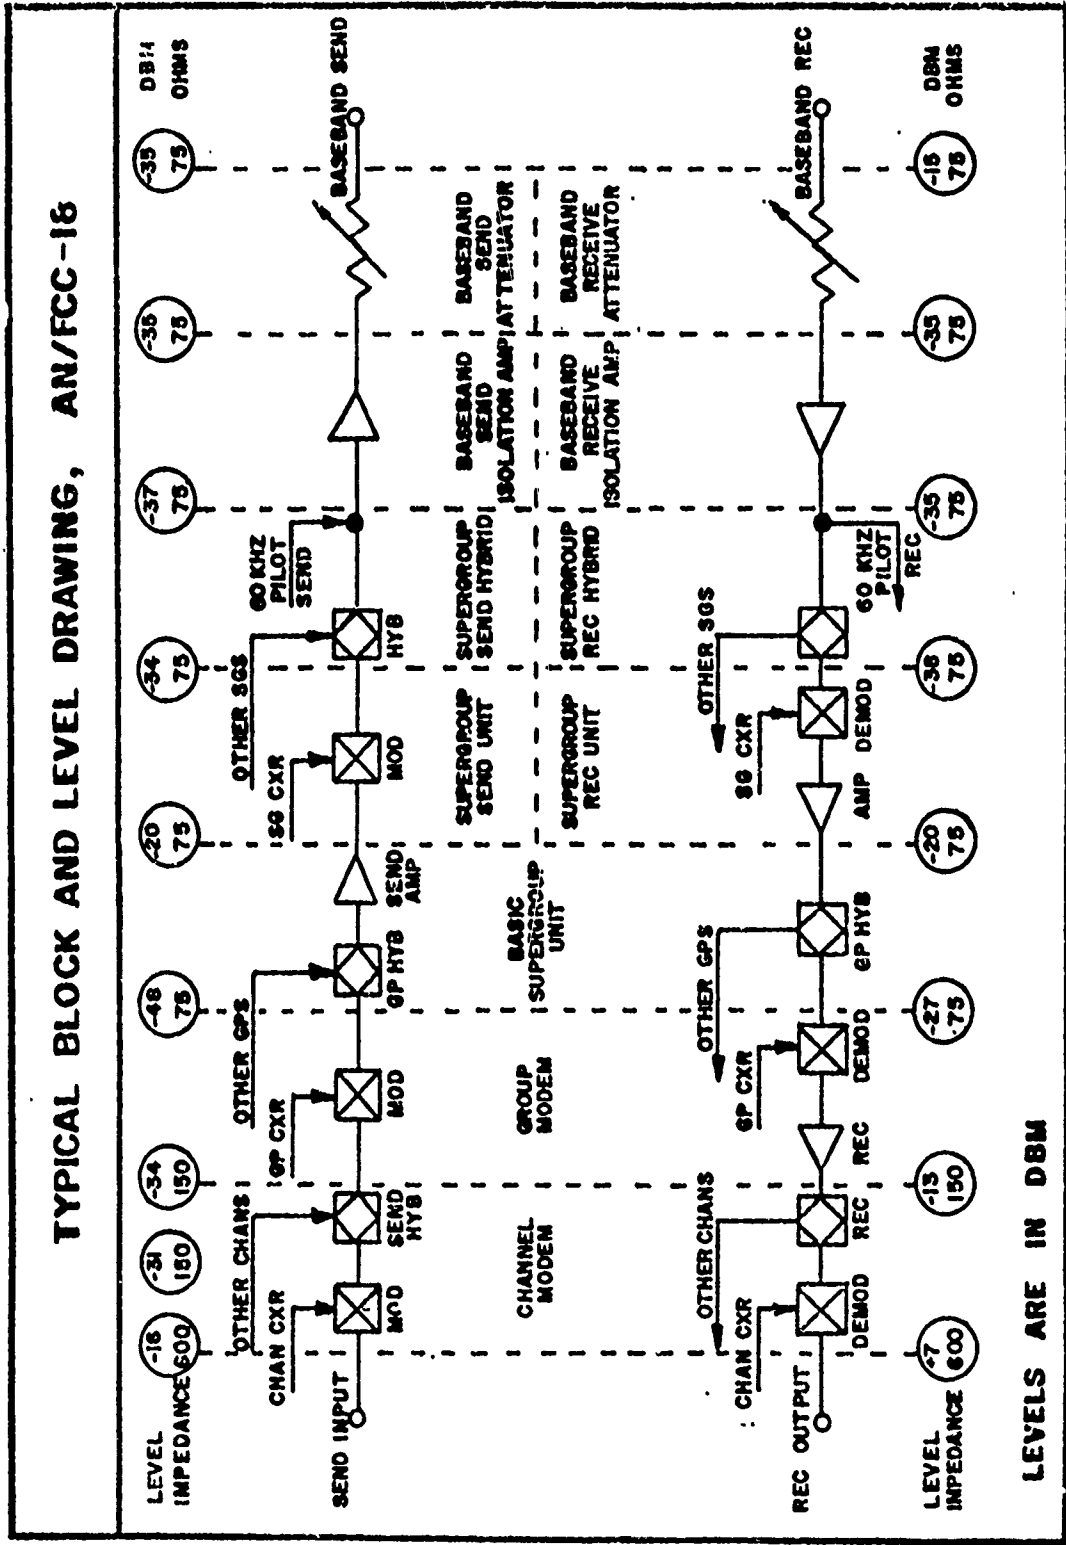 TYPICAL BLOCK AND LEVEL DRAWING, AN/FCC-18
LEVEL
IMPEDANCE
-16
600
-31
150
-34
150
-48
75
-20
75
-34
75
-37
75
-35
75
-35
75
DBM
OHMS
OTHER CHANS
CHAN CXR
OTHER GPS
GP CXR
OTHER SGS
SG CXR
60 KHZ
PILOT
SEND
SEND INPUT
MOD
SEND
HYB
MOD
GP HYB
SEND
AMP
MOD
HYB
BASEBAND SEND
CHANNEL
MODEM
GROUP
MODEM
BASIC
SUPERGROUP
UNIT
SUPERGROUP
SEND UNIT
SUPERGROUP
SEND HYBRID
BASEBAND
SEND
ISOLATION AMP
BASEBAND
SEND
ATTENUATOR
SUPERGROUP
REC UNIT
SUPERGROUP
REC HYBRID
BASEBAND
RECEIVE
ISOLATION AMP
BASEBAND
RECEIVE
ATTENUATOR
OTHER CHANS
CHAN CXR
OTHER GPS
GP CXR
OTHER SGS
SG CXR
REC OUTPUT
DEMOD
REC
REC
DEMOD
GP HYB
AMP
DEMOD
60 KHZ
PILOT
REC
BASEBAND REC
LEVEL
IMPEDANCE
+7
600
-13
150
-27
75
-20
75
-38
75
-35
75
-35
75
-15
75
DBM
OHMS
LEVELS ARE IN DBM